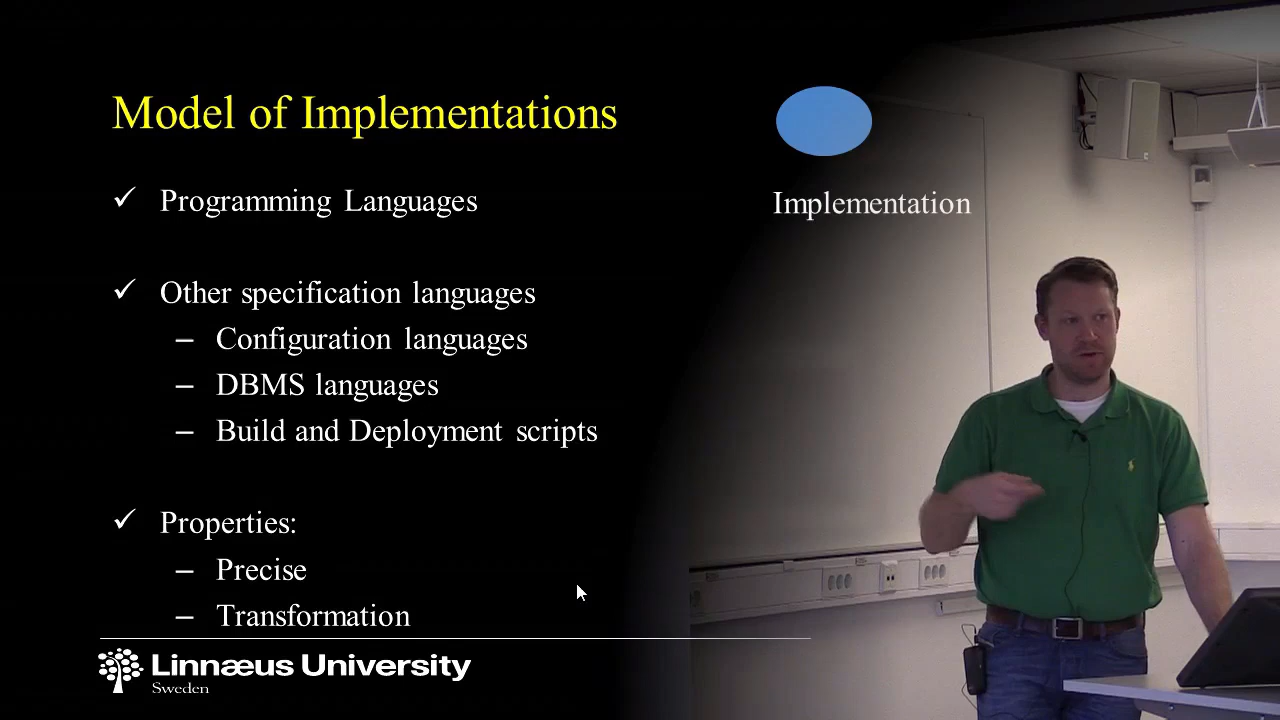 Model of Implementations
✓ Programming Languages
✓ Other specification languages
– Configuration languages
– DBMS languages
– Build and Deployment scripts
✓ Properties:
– Precise
– Transformation
Implementation
Linnæus University
Sweden